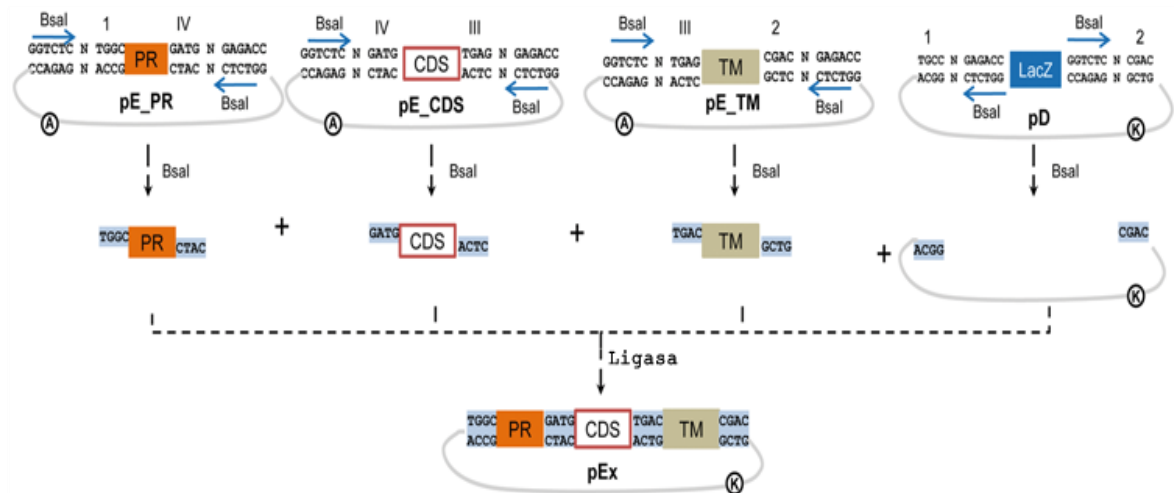 BsaI 1 IV
GGTCTC N TGGC PR GATG N GAGACC
CCAGAG N ACCG CTAC N CTCTGG
BsaI
A pE_PR
BsaI IV III
GGTCTC N GATG CDS TGAG N GAGACC
CCAGAG N CTAC ACTC N CTCTGG
BsaI
A pE_CDS
BsaI III 2
GGTCTC N TGAG TM CGAC N GAGACC
CCAGAG N ACTC GCTC N CTCTGG
BsaI
A pE_TM
1 BsaI 2
TGCC N GAGACC LacZ GGTCTC N CGAC
ACGG N CTCTGG CCAGAG N GCTG
BsaI
pD K
BsaI BsaI BsaI BsaI
TGGC PR CTAC + GATG CDS ACTC + TGAC TM GCTG + ACGG CGAC
K
Ligasa
TGGC PR GATG CDS TGAC TM CGAC
ACCG CTAC ACTG GCTG
pEx K